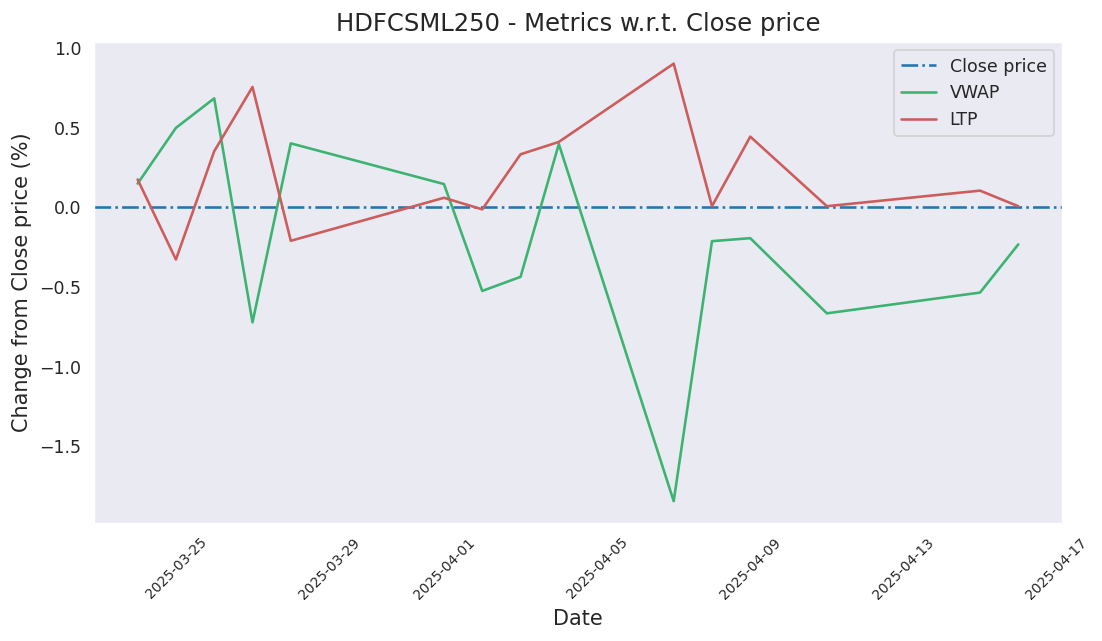 HDFCSML250 - Metrics w.r.t. Close price
Close price
VWAP
LTP
Change from Close price (%)
1.0
0.5
0.0
−0.5
−1.0
−1.5
2025-03-25
2025-03-29
2025-04-01
2025-04-05
2025-04-09
2025-04-13
2025-04-17
Date